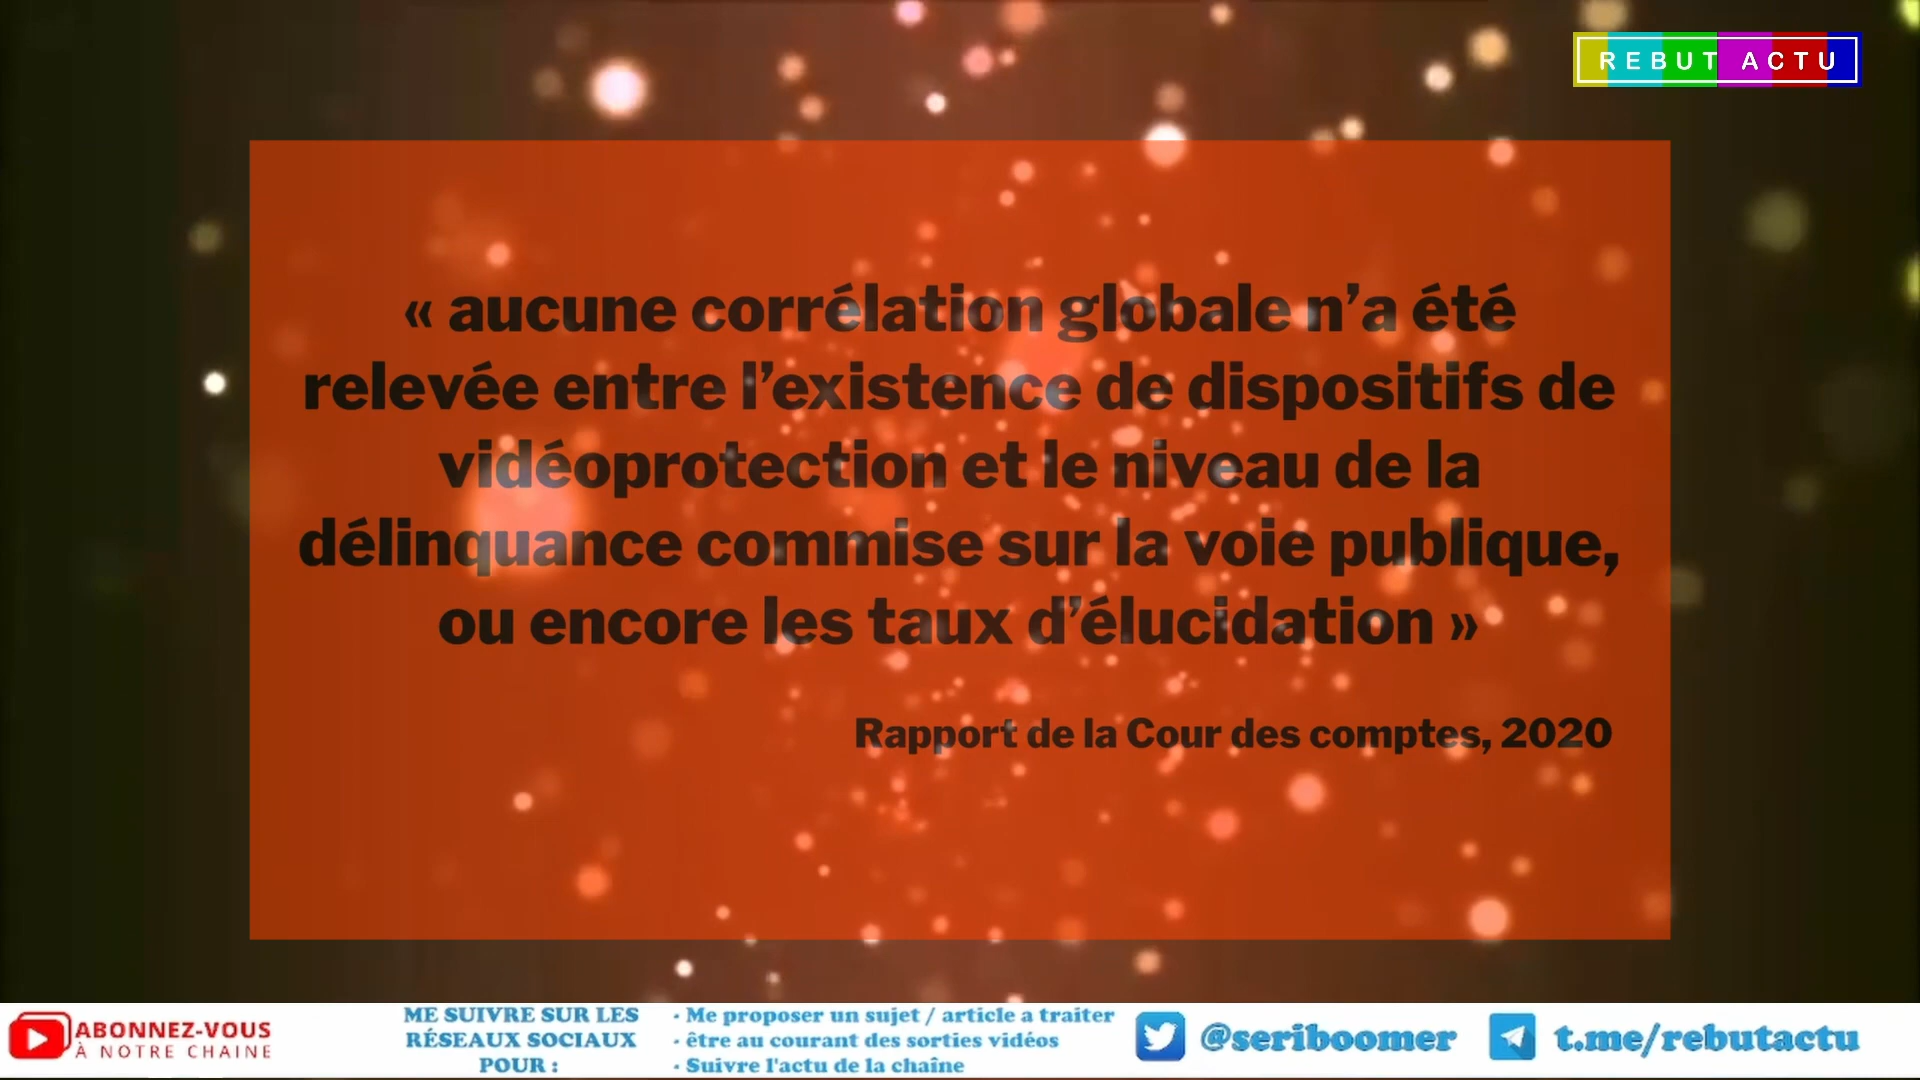 REBUT ACTU
« aucune corrélation globale n’a été
relevée entre l’existence de dispositifs de
vidéoprotection et le niveau de la
délinquance commise sur la voie publique,
ou encore les taux d’élucidation »
Rapport de la Cour des comptes, 2020
ABONNEZ-VOUS
À NOTRE CHAINE
ME SUIVRE SUR LES
RÉSEAUX SOCIAUX
POUR :
- Me proposer un sujet / article a traiter
- être au courant des sorties vidéos
- Suivre l'actu de la chaîne
@seriboomer
t.me/rebutactu